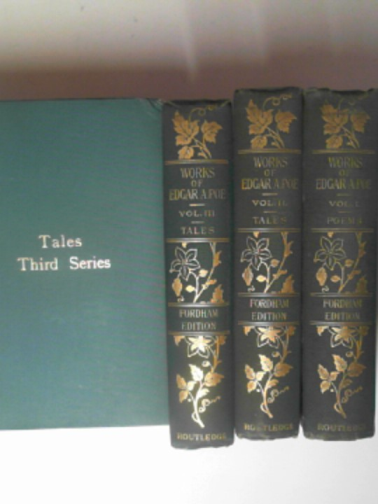 Tales
Third Series
WORKS
OF
EDGAR A. POE
VOL. III
TALES
FORDHAM
EDITION
ROUTLEDGE
WORKS
OF
EDGAR A. POE
VOL. II
TALES
FORDHAM
EDITION
ROUTLEDGE
WORKS
OF
EDGAR A. POE
VOL. I
POEMS
FORDHAM
EDITION
ROUTLEDGE